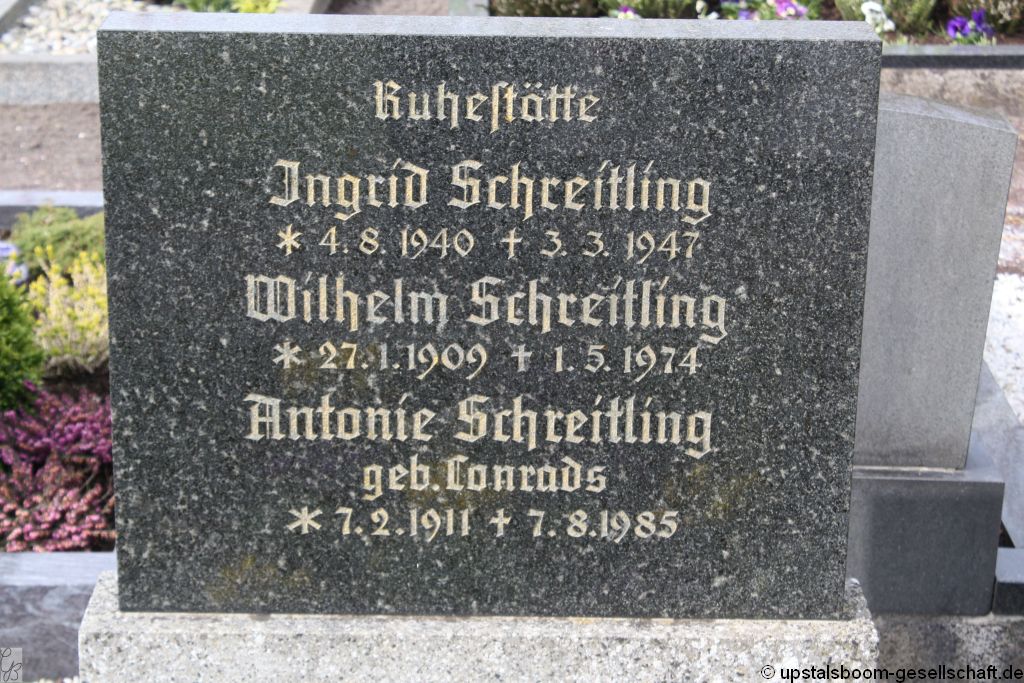 Ruheſtätte
Ingrid Schreitling
* 4. 8. 1940 † 3. 3. 1947
Wilhelm Schreitling
* 27. 1. 1909 † 1. 5. 1974
Antonie Schreitling
geb. Conrads
* 7. 2. 1911 † 7. 8. 1985
© upstalsboom-gesellschaft.de